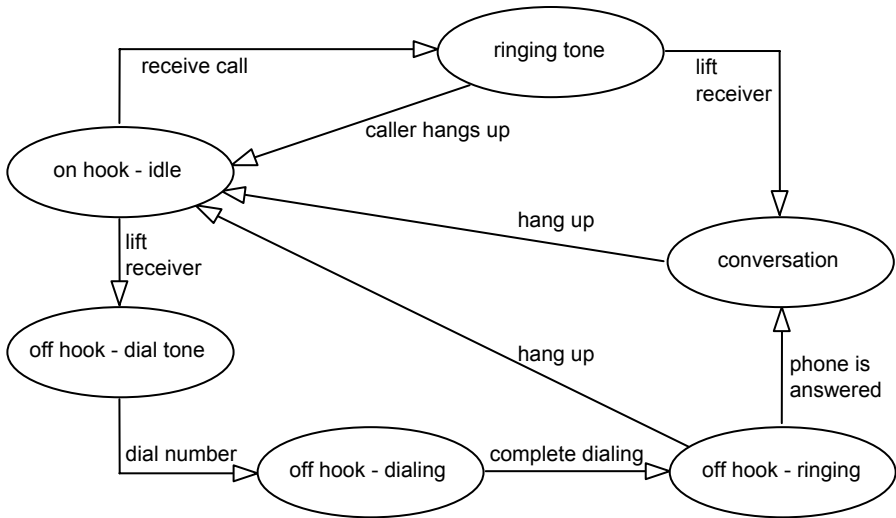 ringing tone
receive call
lift
receiver
caller hangs up
on hook - idle
hang up
lift
receiver
conversation
off hook - dial tone
hang up
phone is
answered
dial number
complete dialing
off hook - dialing
off hook - ringing